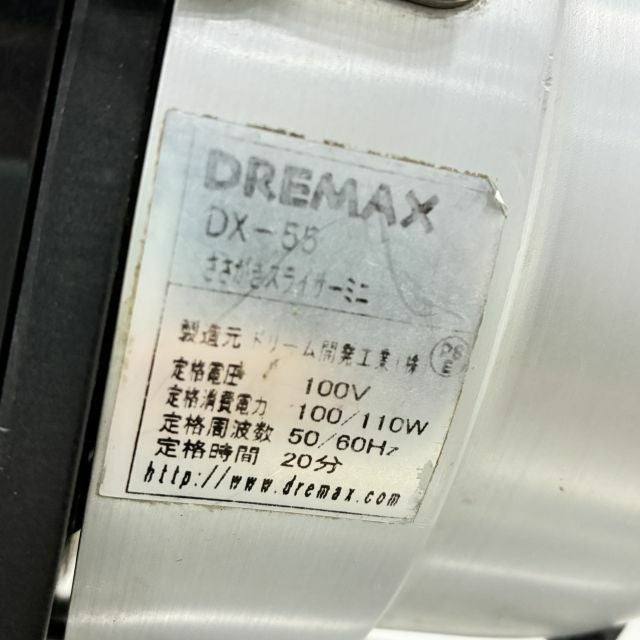 DREMAX
DX-55
ささがきスライサーミニ
製造元 ドリーム開発工業(株
PS
E
定格電圧 100V
定格消費電力 100/110W
定格周波数 50/60Hz
定格時間 20分
http://www.dremax.com